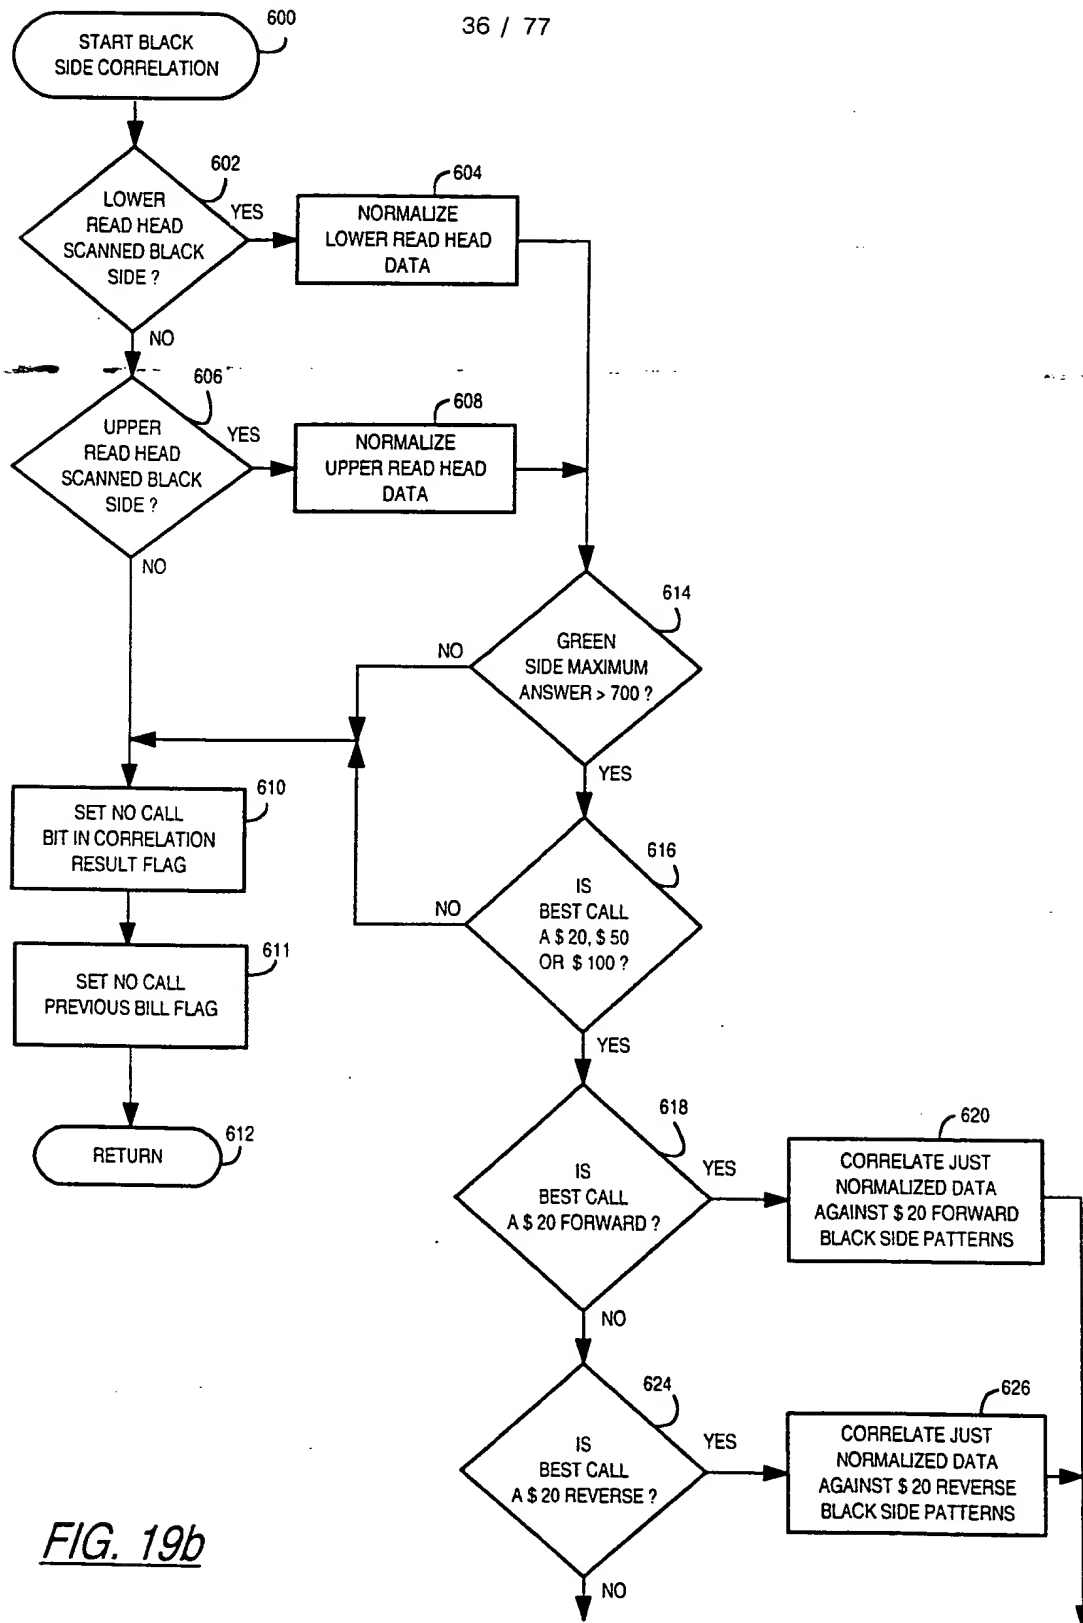 36 / 77
600
START BLACK
SIDE CORRELATION
602
LOWER
READ HEAD
SCANNED BLACK
SIDE ?
YES
NO
604
NORMALIZE
LOWER READ HEAD
DATA
606
UPPER
READ HEAD
SCANNED BLACK
SIDE ?
YES
NO
608
NORMALIZE
UPPER READ HEAD
DATA
614
GREEN
SIDE MAXIMUM
ANSWER > 700 ?
NO
YES
610
SET NO CALL
BIT IN CORRELATION
RESULT FLAG
611
SET NO CALL
PREVIOUS BILL FLAG
612
RETURN
616
IS
BEST CALL
A $ 20, $ 50
OR $ 100 ?
NO
YES
618
IS
BEST CALL
A $ 20 FORWARD ?
YES
NO
620
CORRELATE JUST
NORMALIZED DATA
AGAINST $ 20 FORWARD
BLACK SIDE PATTERNS
624
IS
BEST CALL
A $ 20 REVERSE ?
YES
NO
626
CORRELATE JUST
NORMALIZED DATA
AGAINST $ 20 REVERSE
BLACK SIDE PATTERNS
FIG. 19b